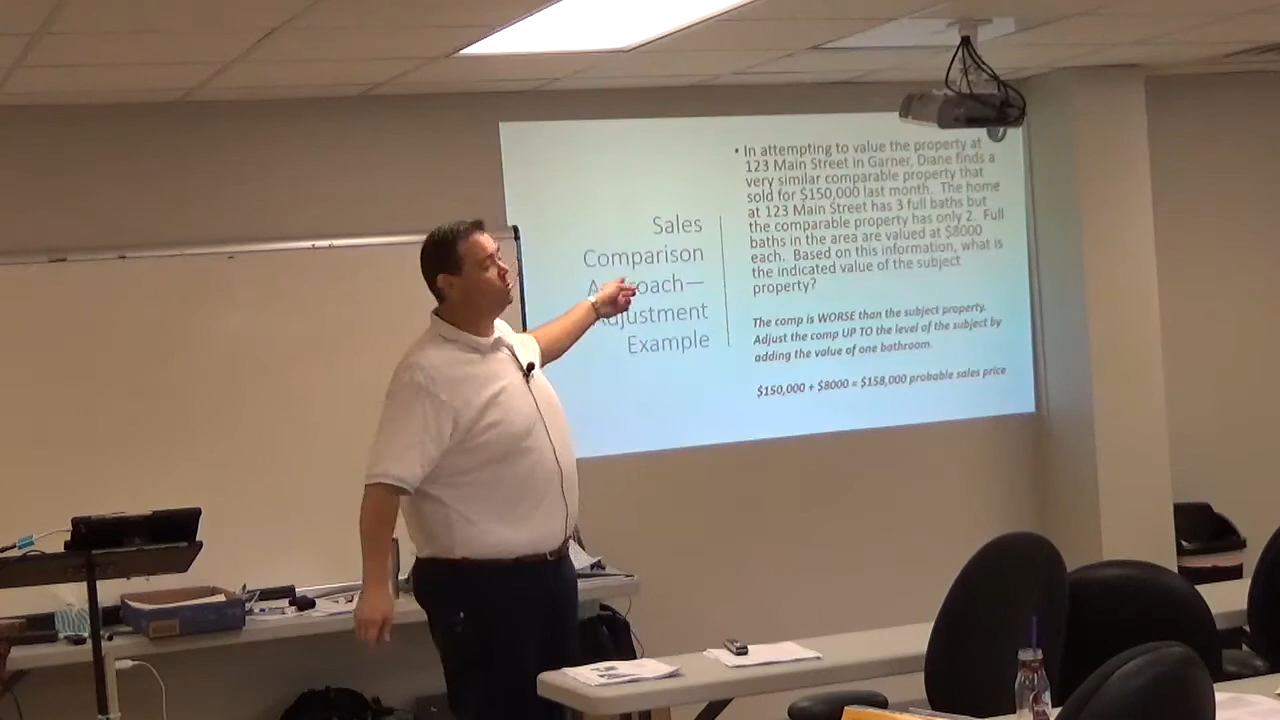 Sales
Comparison
Approach—
Adjustment
Example
• In attempting to value the property at
123 Main Street in Garner, Diane finds a
very similar comparable property that
sold for $150,000 last month. The home
at 123 Main Street has 3 full baths but
the comparable property has only 2. Full
baths in the area are valued at $8000
each. Based on this information, what is
the indicated value of the subject
property?
The comp is WORSE than the subject property.
Adjust the comp UP TO the level of the subject by
adding the value of one bathroom.
$150,000 + $8000 = $158,000 probable sales price